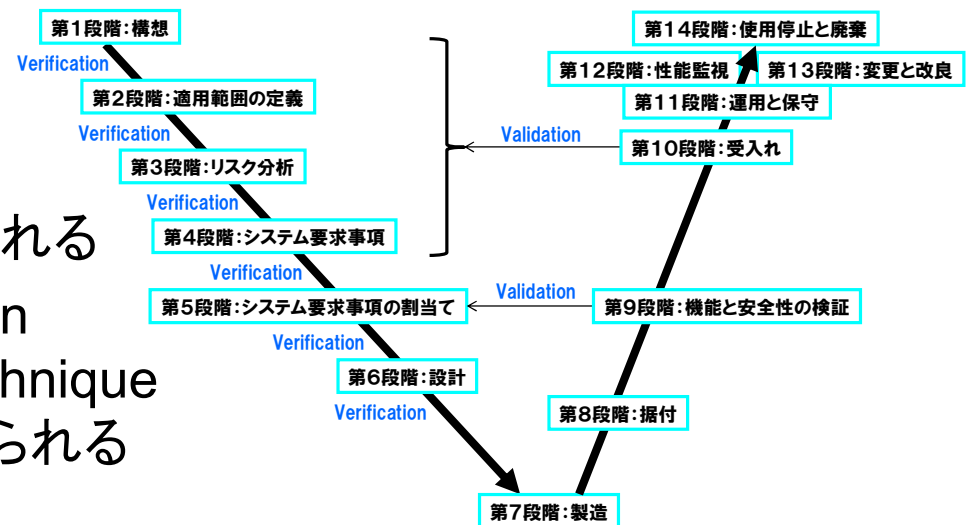 第1段階：構想
Verification
第2段階：適用範囲の定義
Verification
第3段階：リスク分析
Verification
第4段階：システム要求事項
Verification
第5段階：システム要求事項の割当て
Verification
第6段階：設計
Verification
第7段階：製造
第8段階：据付
第9段階：機能と安全性の検証
Validation
第10段階：受入れ
Validation
第11段階：運用と保守
第12段階：性能監視
第13段階：変更と改良
第14段階：使用停止と廃棄
れる
n
hnique
られる